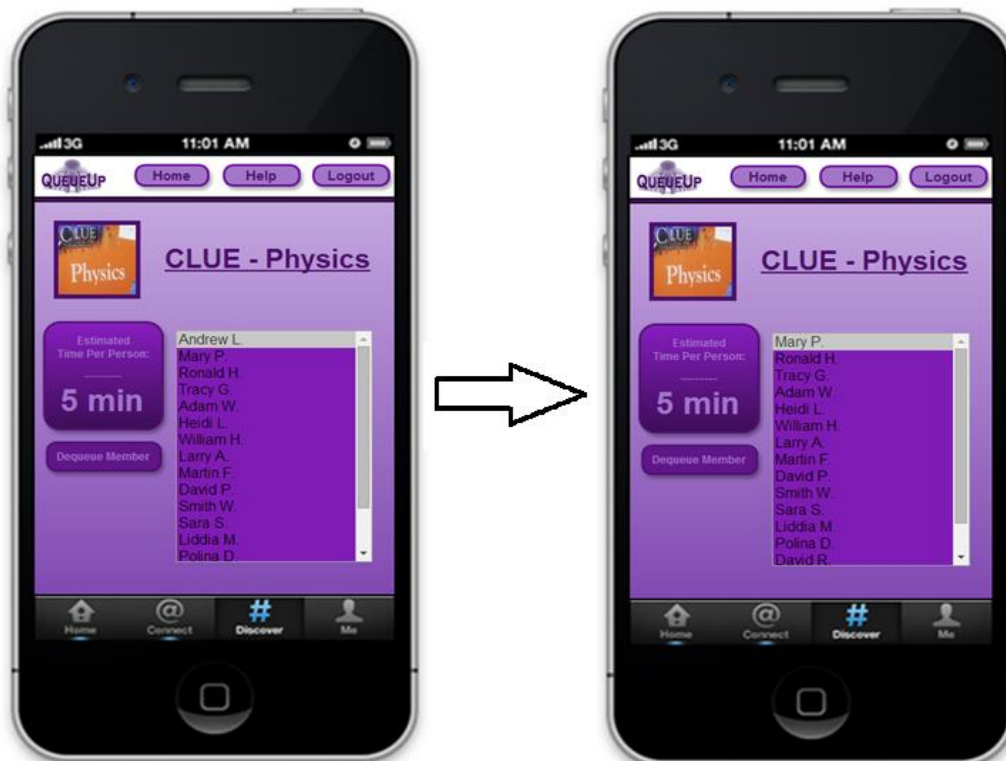 3G 11:01 AM
QUEUEUP Home Help Logout
CLUE
Physics
CLUE - Physics
Estimated
Time Per Person:
--------
5 min
Dequeue Member
Andrew L.
Mary P.
Ronald H.
Tracy G.
Adam W.
Heidi L.
William H.
Larry A.
Martin F.
David P.
Smith W.
Sara S.
Liddia M.
Polina D.
Home Connect Discover Me
3G 11:01 AM
QUEUEUP Home Help Logout
CLUE
Physics
CLUE - Physics
Estimated
Time Per Person:
--------
5 min
Dequeue Member
Mary P.
Ronald H.
Tracy G.
Adam W.
Heidi L.
William H.
Larry A.
Martin F.
David P.
Smith W.
Sara S.
Liddia M.
Polina D.
David R.
Home Connect Discover Me